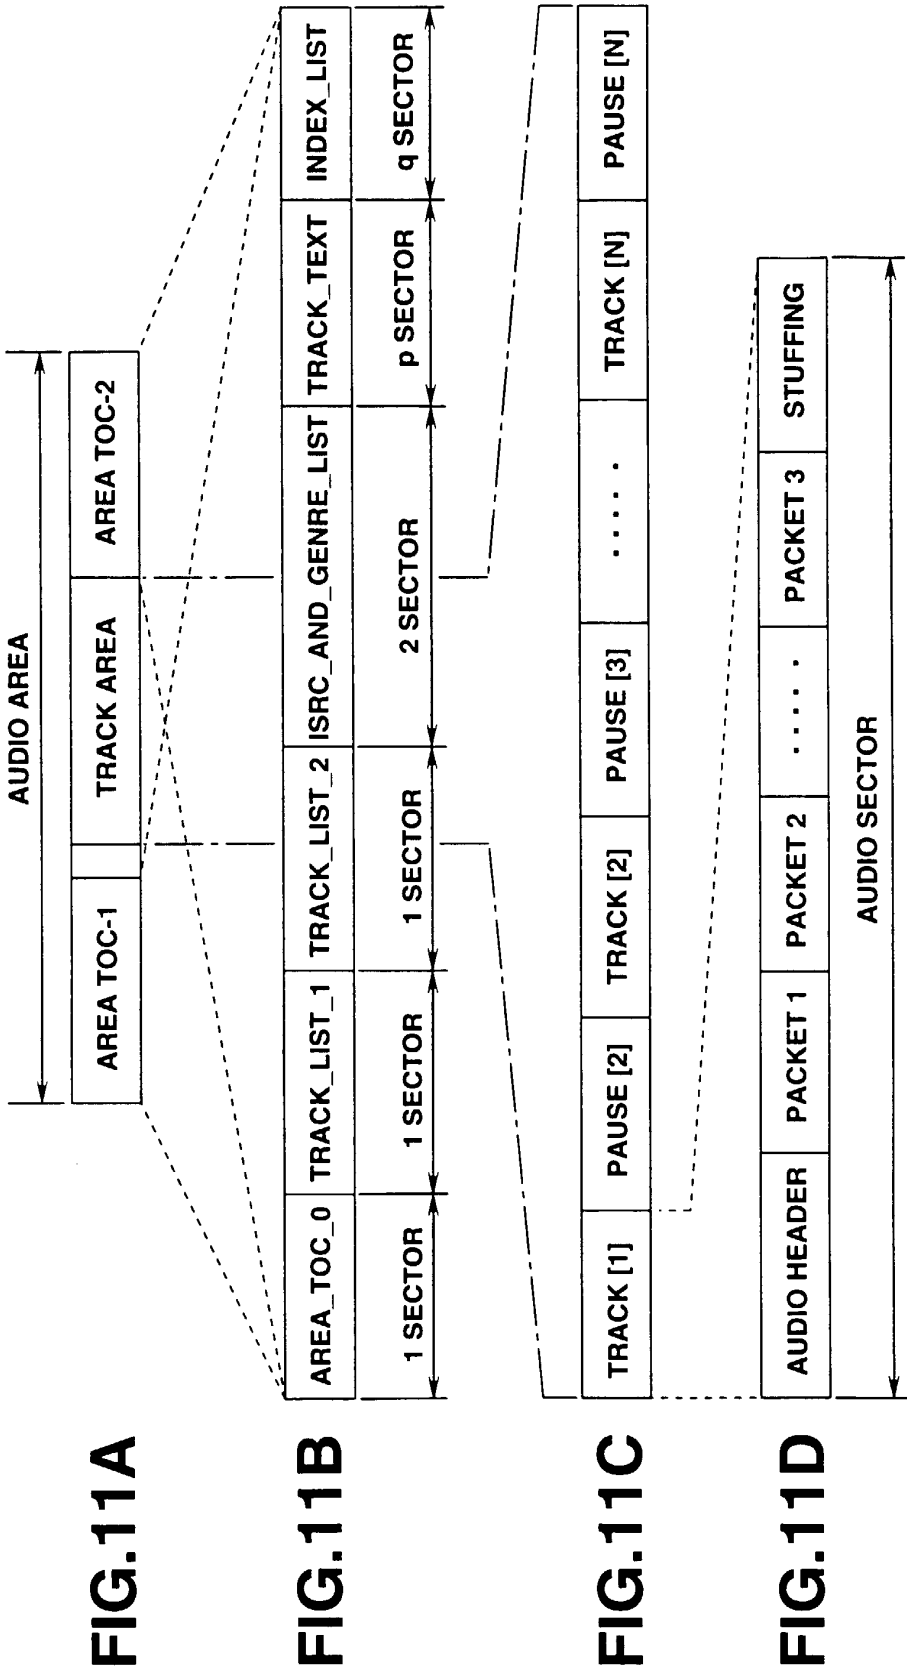 AUDIO AREA
FIG.11A
AREA TOC-1
TRACK AREA
AREA TOC-2
FIG.11B
AREA_TOC_0
TRACK_LIST_1
TRACK_LIST_2
ISRC_AND_GENRE_LIST
TRACK_TEXT
INDEX_LIST
1 SECTOR
1 SECTOR
1 SECTOR
2 SECTOR
p SECTOR
q SECTOR
FIG.11C
TRACK [1]
PAUSE [2]
TRACK [2]
PAUSE [3]
.....
TRACK [N]
PAUSE [N]
FIG.11D
AUDIO HEADER
PACKET 1
PACKET 2
....
PACKET 3
STUFFING
AUDIO SECTOR